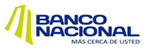 BANCO
NACIONAL
MÁS CERCA DE USTED